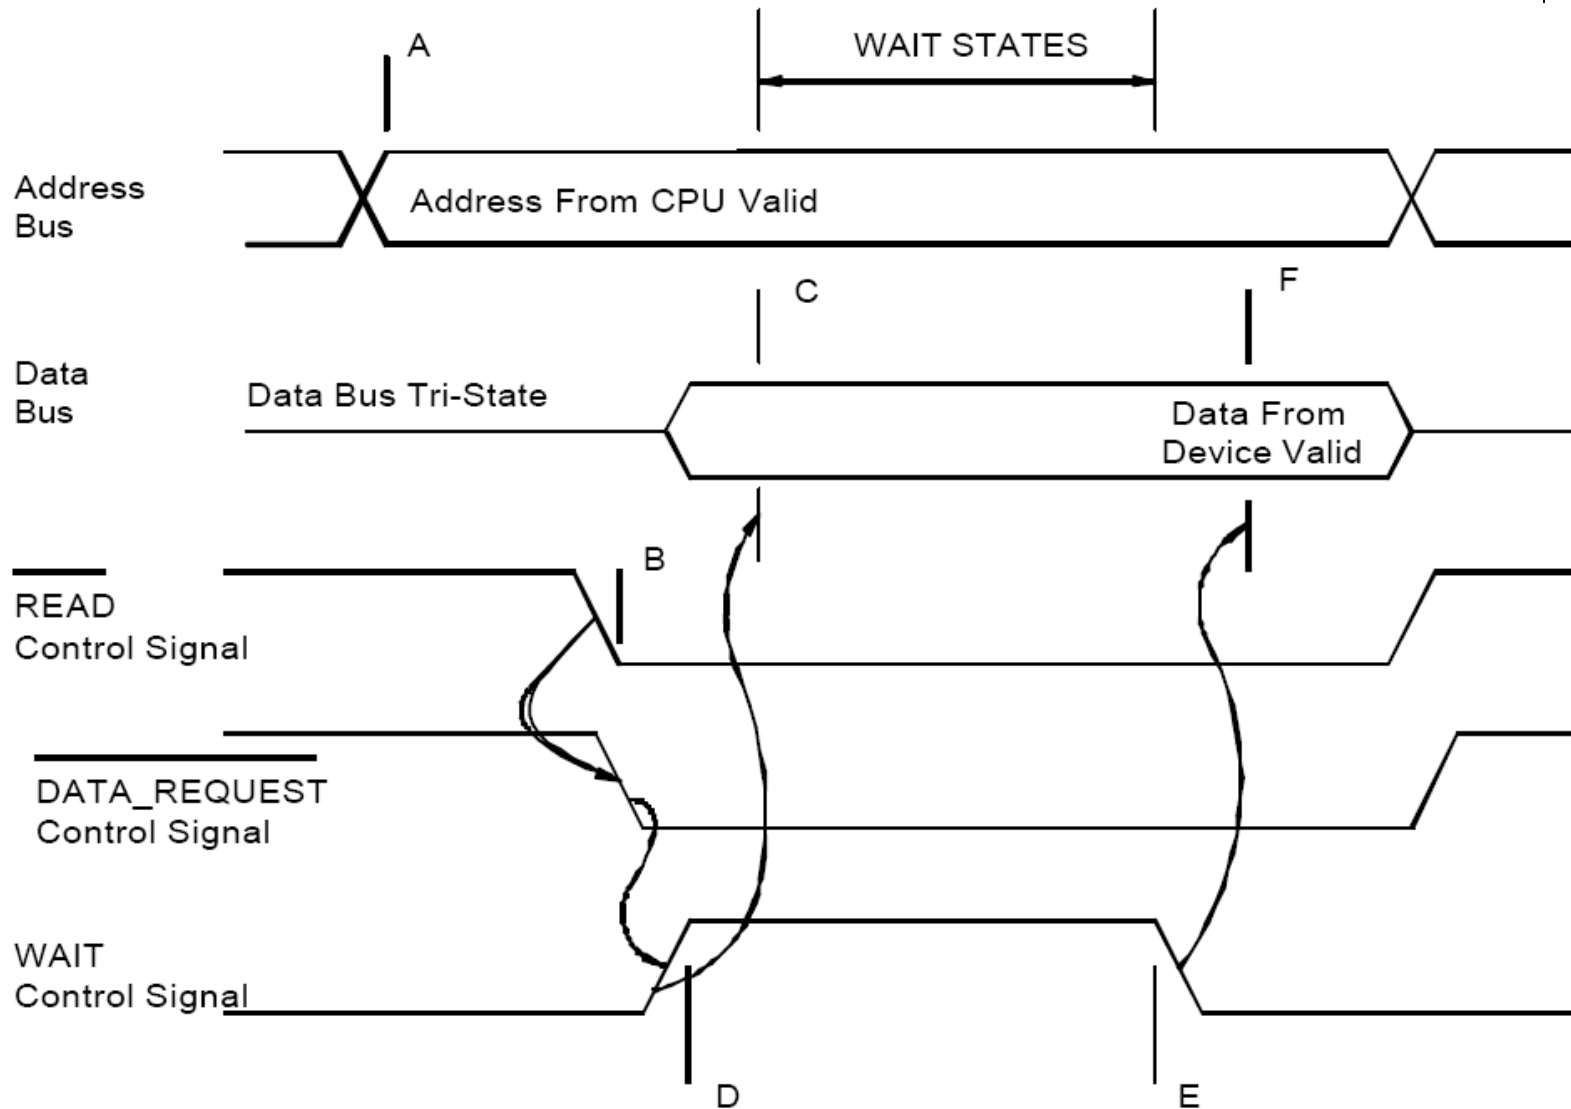 A
WAIT STATES
Address
Bus
Address From CPU Valid
C
F
Data
Bus
Data Bus Tri-State
Data From
Device Valid
B
READ
Control Signal
DATA_REQUEST
Control Signal
WAIT
Control Signal
D
E